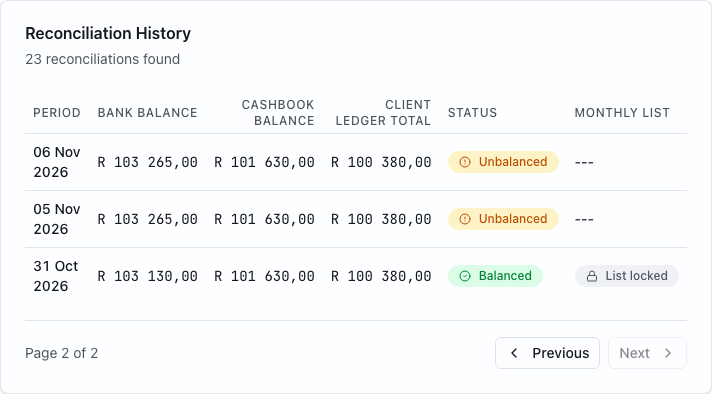 Reconciliation History
23 reconciliations found
PERIOD BANK BALANCE CASHBOOK BALANCE CLIENT LEDGER TOTAL STATUS MONTHLY LIST
06 Nov 2026 R 103 265,00 R 101 630,00 R 100 380,00 Unbalanced ---
05 Nov 2026 R 103 265,00 R 101 630,00 R 100 380,00 Unbalanced ---
31 Oct 2026 R 103 130,00 R 101 630,00 R 100 380,00 Balanced List locked
Page 2 of 2 Previous Next